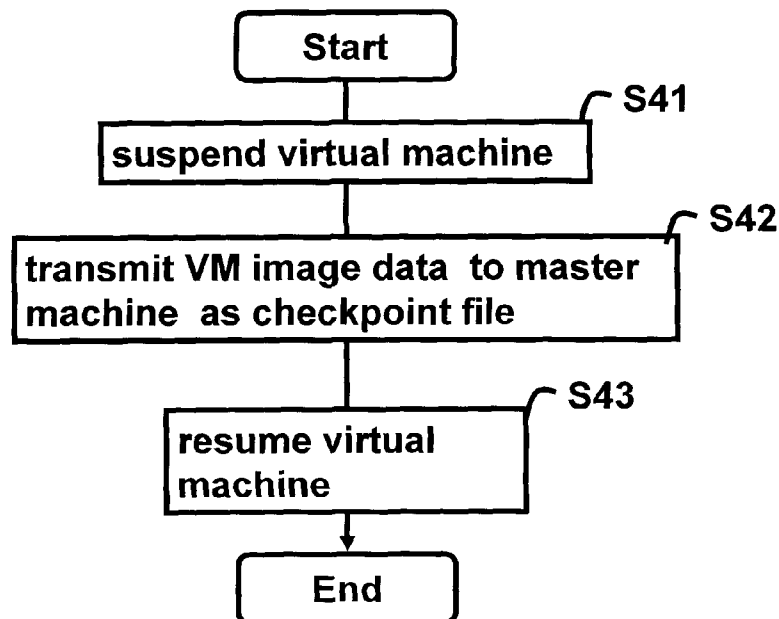 Start
S41
suspend virtual machine
S42
transmit VM image data to master
machine as checkpoint file
S43
resume virtual
machine
End